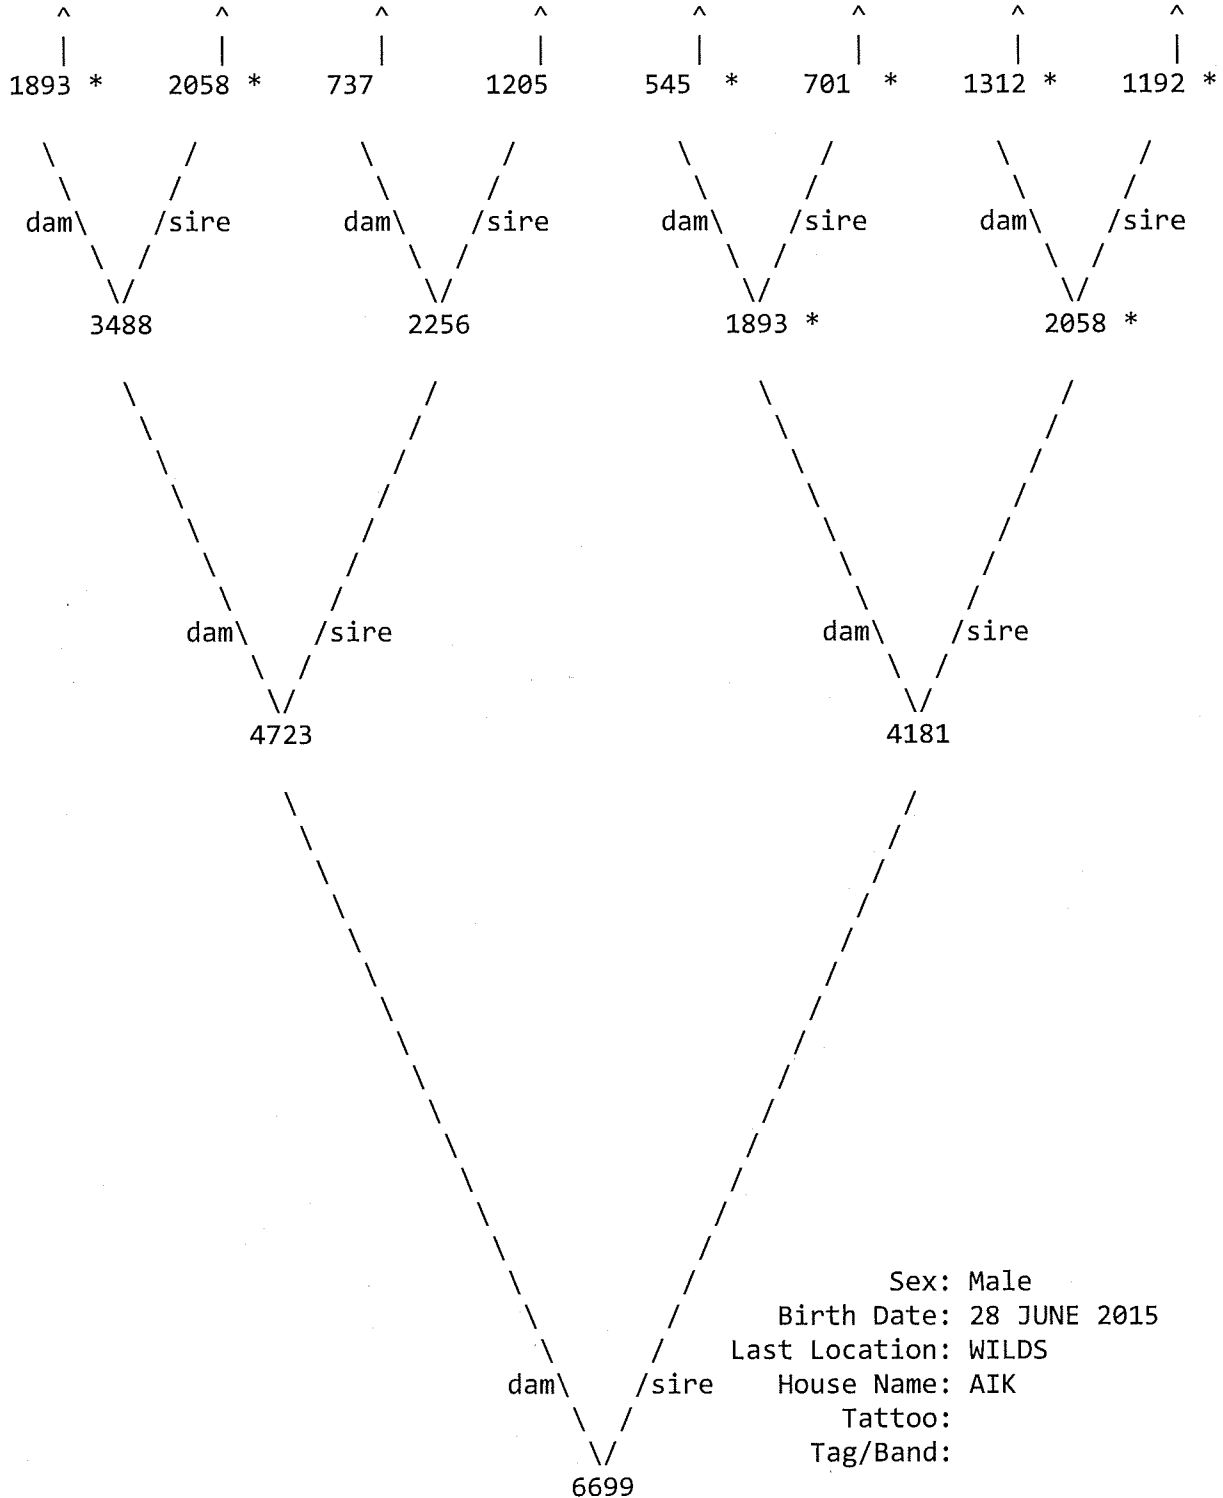 ^ ^ ^ ^ ^ ^ ^ ^
| | | | | | | |
1893 * 2058 * 737 1205 545 * 701 * 1312 * 1192 *
dam\ /sire dam\ /sire dam\ /sire dam\ /sire
3488 2256 1893 * 2058 *
dam\ /sire dam\ /sire
4723 4181
Sex: Male
Birth Date: 28 JUNE 2015
Last Location: WILDS
dam\ /sire House Name: AIK
Tattoo:
Tag/Band:
6699